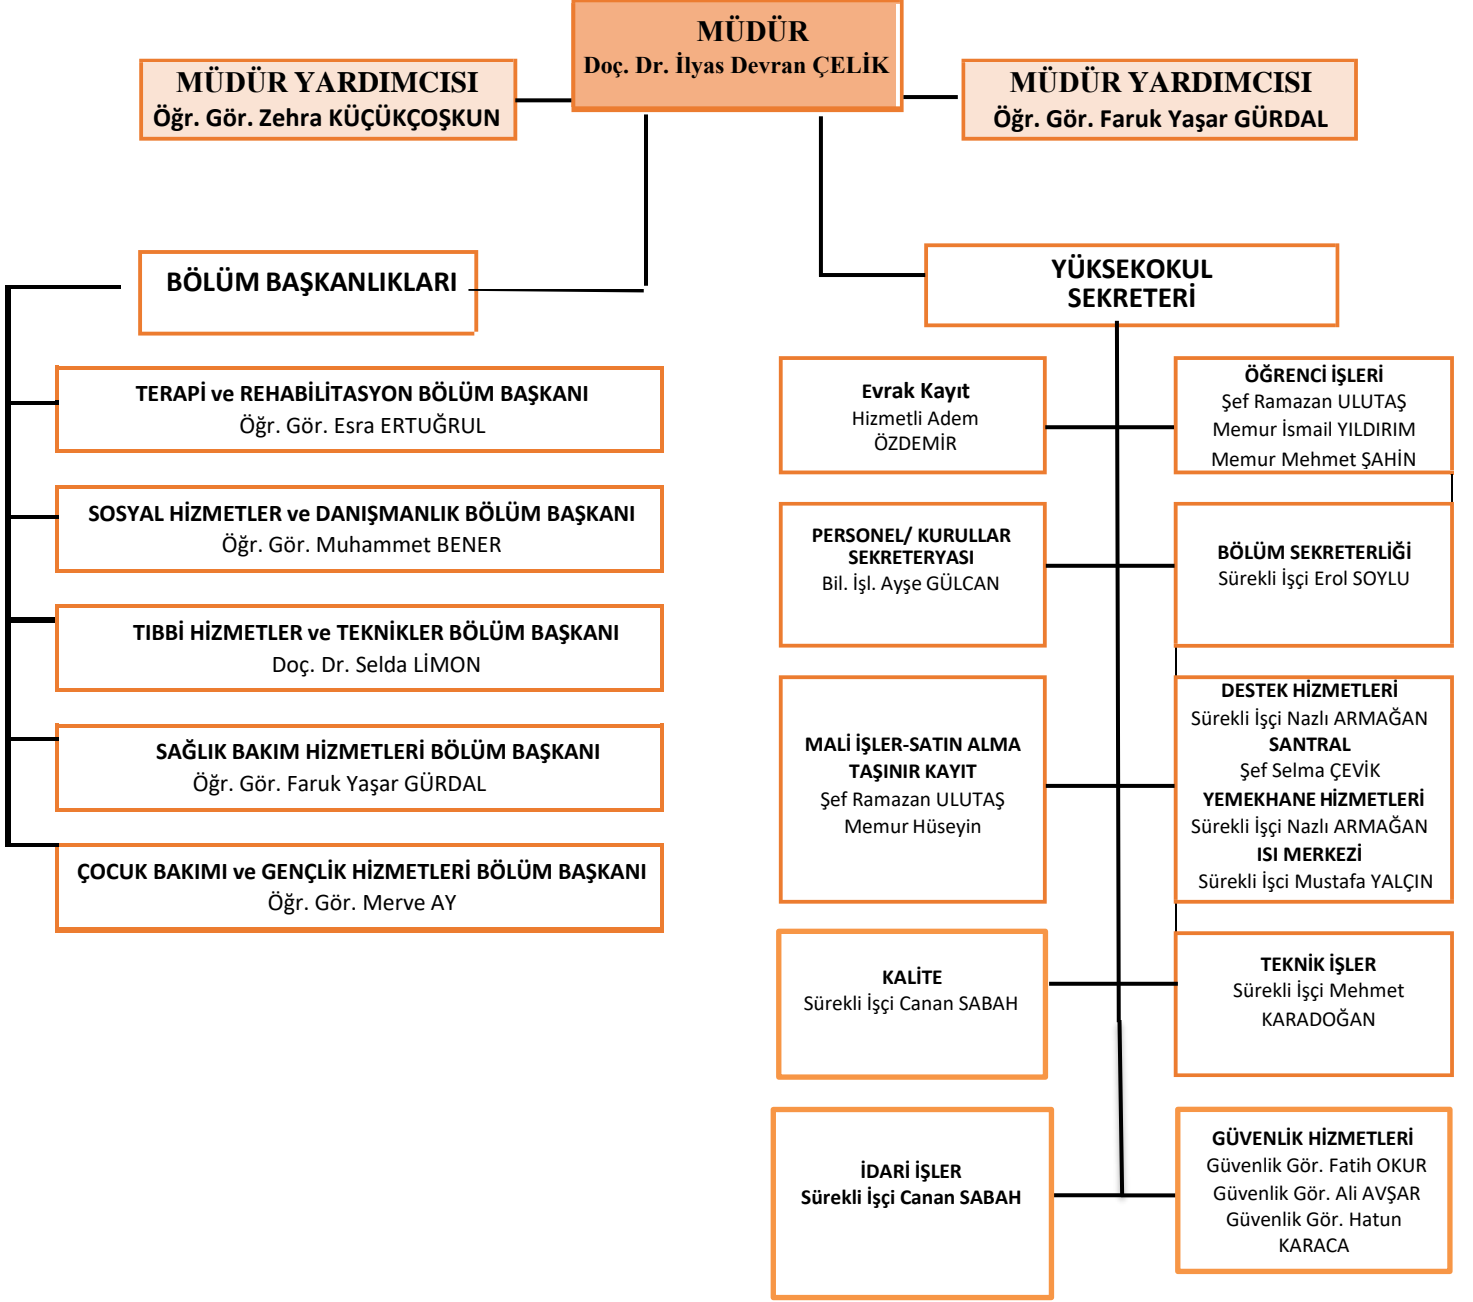 MÜDÜR
Doç. Dr. İlyas Devran ÇELİK
MÜDÜR YARDIMCISI
Öğr. Gör. Zehra KÜÇÜKÇOŞKUN
MÜDÜR YARDIMCISI
Öğr. Gör. Faruk Yaşar GÜRDAL
BÖLÜM BAŞKANLIKLARI
TERAPİ ve REHABİLİTASYON BÖLÜM BAŞKANI
Öğr. Gör. Esra ERTUĞRUL
SOSYAL HİZMETLER ve DANIŞMANLIK BÖLÜM BAŞKANI
Öğr. Gör. Muhammet BENER
TIBBİ HİZMETLER ve TEKNİKLER BÖLÜM BAŞKANI
Doç. Dr. Selda LİMON
SAĞLIK BAKIM HİZMETLERİ BÖLÜM BAŞKANI
Öğr. Gör. Faruk Yaşar GÜRDAL
ÇOCUK BAKIMI ve GENÇLİK HİZMETLERİ BÖLÜM BAŞKANI
Öğr. Gör. Merve AY
YÜKSEKOKUL
SEKRETERİ
Evrak Kayıt
Hizmetli Adem
ÖZDEMİR
ÖĞRENCİ İŞLERİ
Şef Ramazan ULUTAŞ
Memur İsmail YILDIRIM
Memur Mehmet ŞAHİN
PERSONEL/ KURULLAR
SEKRETERYASI
Bil. İşl. Ayşe GÜLCAN
BÖLÜM SEKRETERLİĞİ
Sürekli İşçi Erol SOYLU
MALİ İŞLER-SATIN ALMA
TAŞINIR KAYIT
Şef Ramazan ULUTAŞ
Memur Hüseyin
DESTEK HİZMETLERİ
Sürekli İşçi Nazlı ARMAĞAN
SANTRAL
Şef Selma ÇEVİK
YEMEKHANE HİZMETLERİ
Sürekli İşçi Nazlı ARMAĞAN
ISI MERKEZİ
Sürekli İşci Mustafa YALÇIN
KALİTE
Sürekli İşçi Canan SABAH
TEKNİK İŞLER
Sürekli İşçi Mehmet
KARADOĞAN
İDARİ İŞLER
Sürekli İşçi Canan SABAH
GÜVENLİK HİZMETLERİ
Güvenlik Gör. Fatih OKUR
Güvenlik Gör. Ali AVŞAR
Güvenlik Gör. Hatun
KARACA